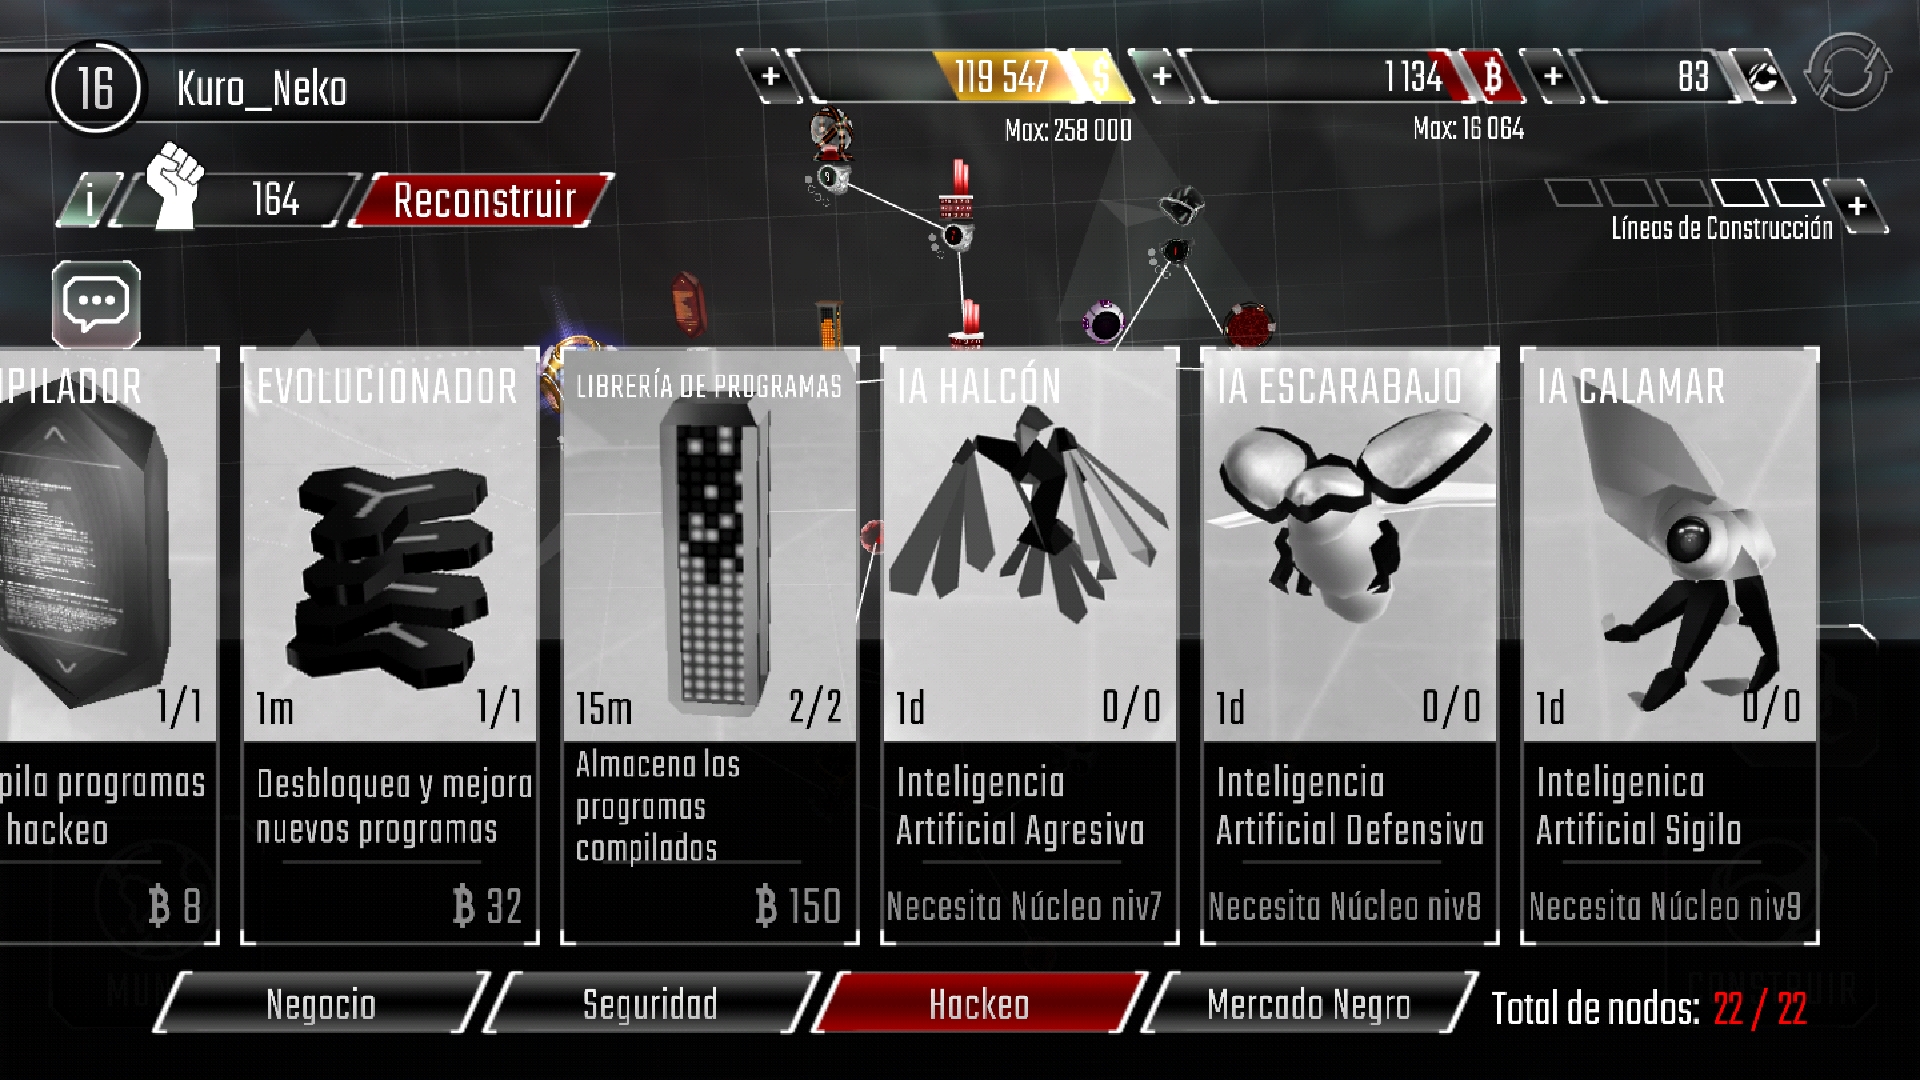 16 Kuro_Neko
119 547 $
1 134 ₿
83
Max: 258 000
Max: 16 064
i 164 Reconstruir
Líneas de Construcción
PILADOR
EVOLUCIONADOR
LIBRERÍA DE PROGRAMAS
IA HALCÓN
IA ESCARABAJO
IA CALAMAR
1/1
1m 1/1
15m 2/2
1d 0/0
1d 0/0
1d 0/0
pila programas
hackeo
₿ 8
Desbloquea y mejora
nuevos programas
₿ 32
Almacena los
programas
compilados
₿ 150
Inteligencia
Artificial Agresiva
Necesita Núcleo niv7
Inteligencia
Artificial Defensiva
Necesita Núcleo niv8
Inteligenica
Artificial Sigilo
Necesita Núcleo niv9
Negocio
Seguridad
Hackeo
Mercado Negro
Total de nodos: 22 / 22